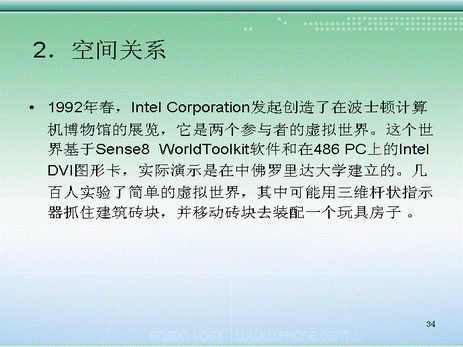 2．空间关系
• 1992年春，Intel Corporation发起创造了在波士顿计算
机博物馆的展览，它是两个参与者的虚拟世界。这个世
界基于Sense8 WorldToolkit软件和在486 PC上的Intel
DVI图形卡，实际演示是在中佛罗里达大学建立的。几
百人实验了简单的虚拟世界，其中可能用三维杆状指示
器抓住建筑砖块，并移动砖块去装配一个玩具房子 。
34